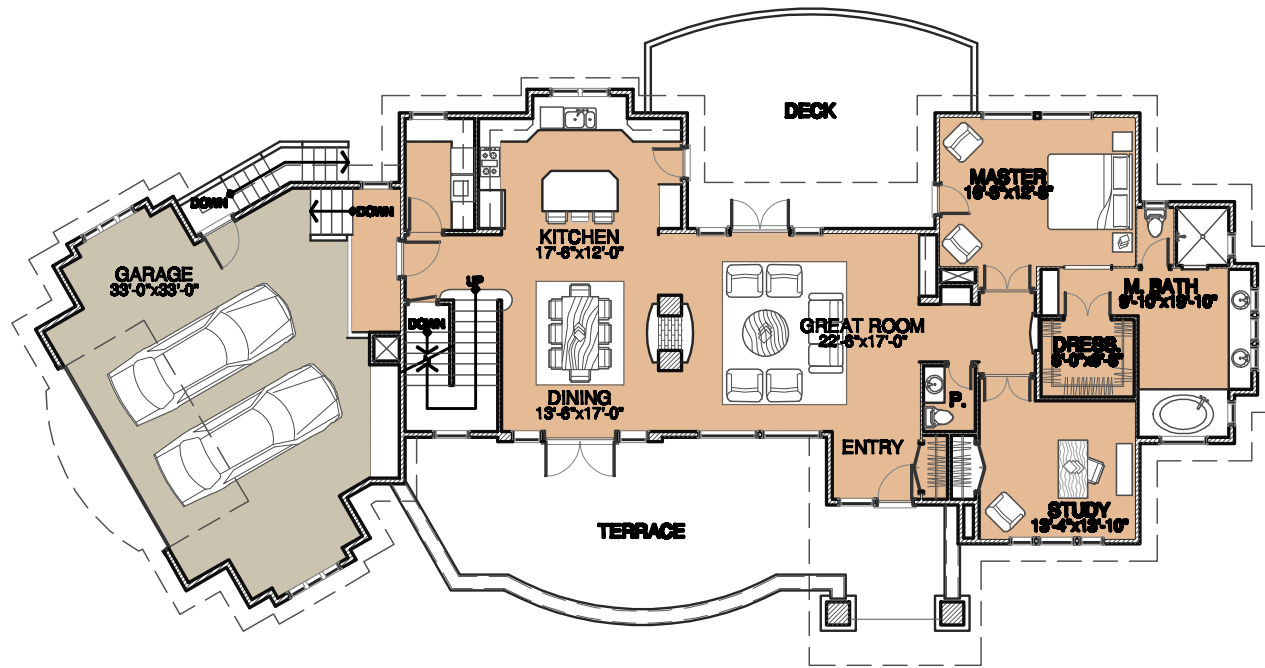 DECK
MASTER
DOWN
DOWN
KITCHEN
17'-6"x12'-0"
GARAGE
33'-0"x33'-0"
UP
M. BATH
DOWN
GREAT ROOM
22'-6"x17'-0"
DRESS.
DINING
13'-6"x17'-0"
P.
ENTRY
STUDY
13'-4"x13'-10"
TERRACE